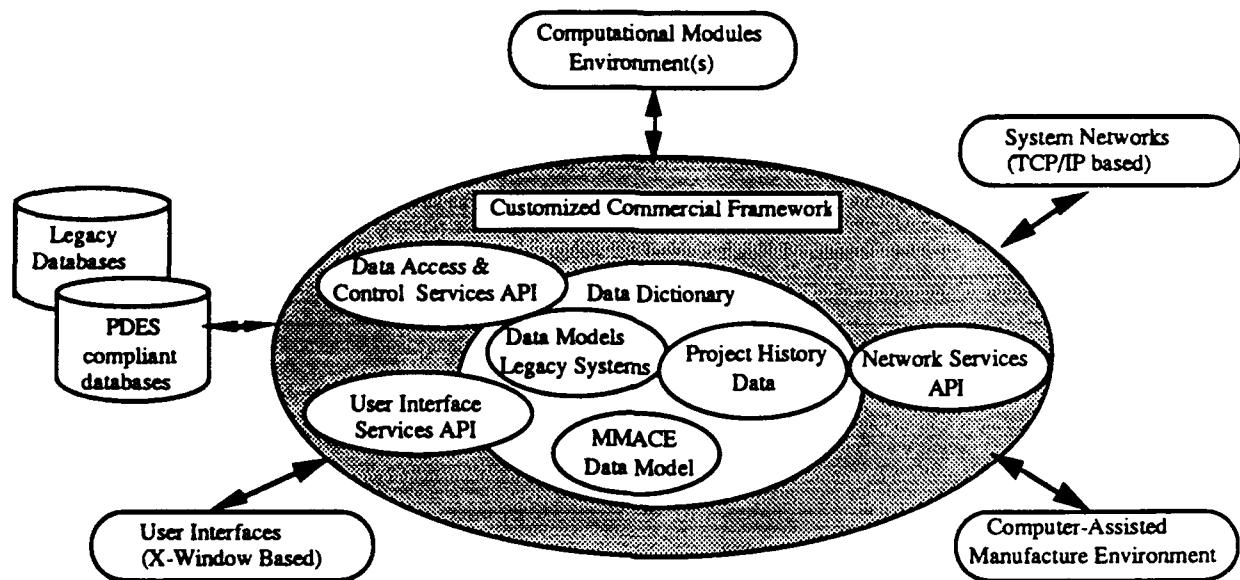 Computational Modules
Environment(s)
System Networks
(TCP/IP based)
Customized Commercial Framework
Legacy
Databases
Data Access &
Control Services API
Data Dictionary
PDES
compliant
databases
Data Models
Legacy Systems
Project History
Data
Network Services
API
User Interface
Services API
MMACE
Data Model
User Interfaces
(X-Window Based)
Computer-Assisted
Manufacture Environment